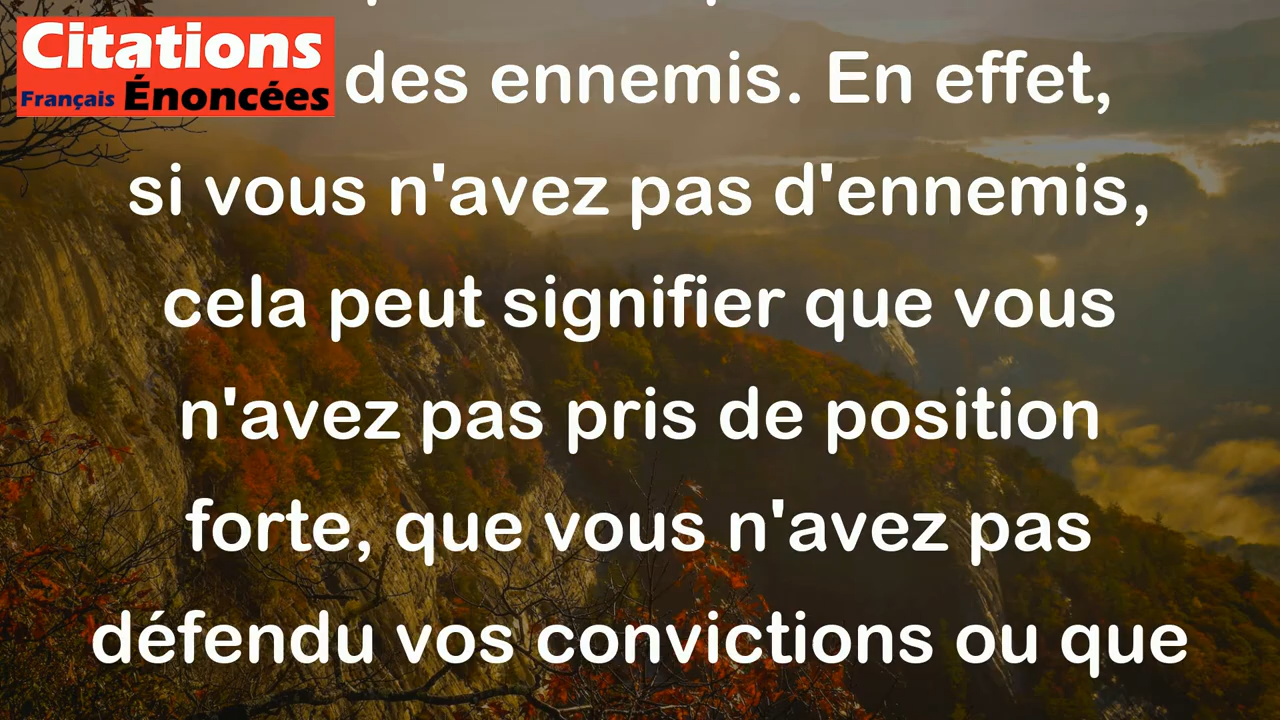 Citations
Français Énoncées
des ennemis. En effet,
si vous n'avez pas d'ennemis,
cela peut signifier que vous
n'avez pas pris de position
forte, que vous n'avez pas
défendu vos convictions ou que